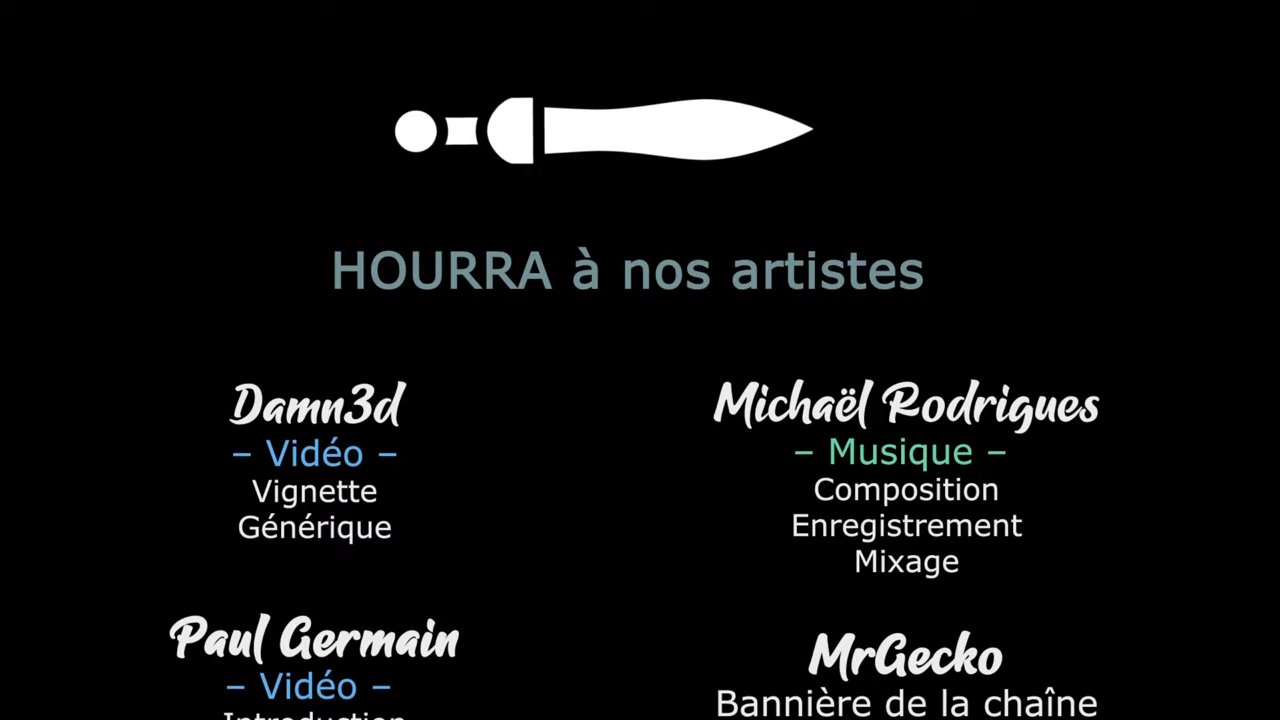 HOURRA à nos artistes
Damn3d
– Vidéo –
Vignette
Générique
Michaël Rodrigues
– Musique –
Composition
Enregistrement
Mixage
Paul Germain
– Vidéo –
Introduction
MrGecko
Bannière de la chaîne